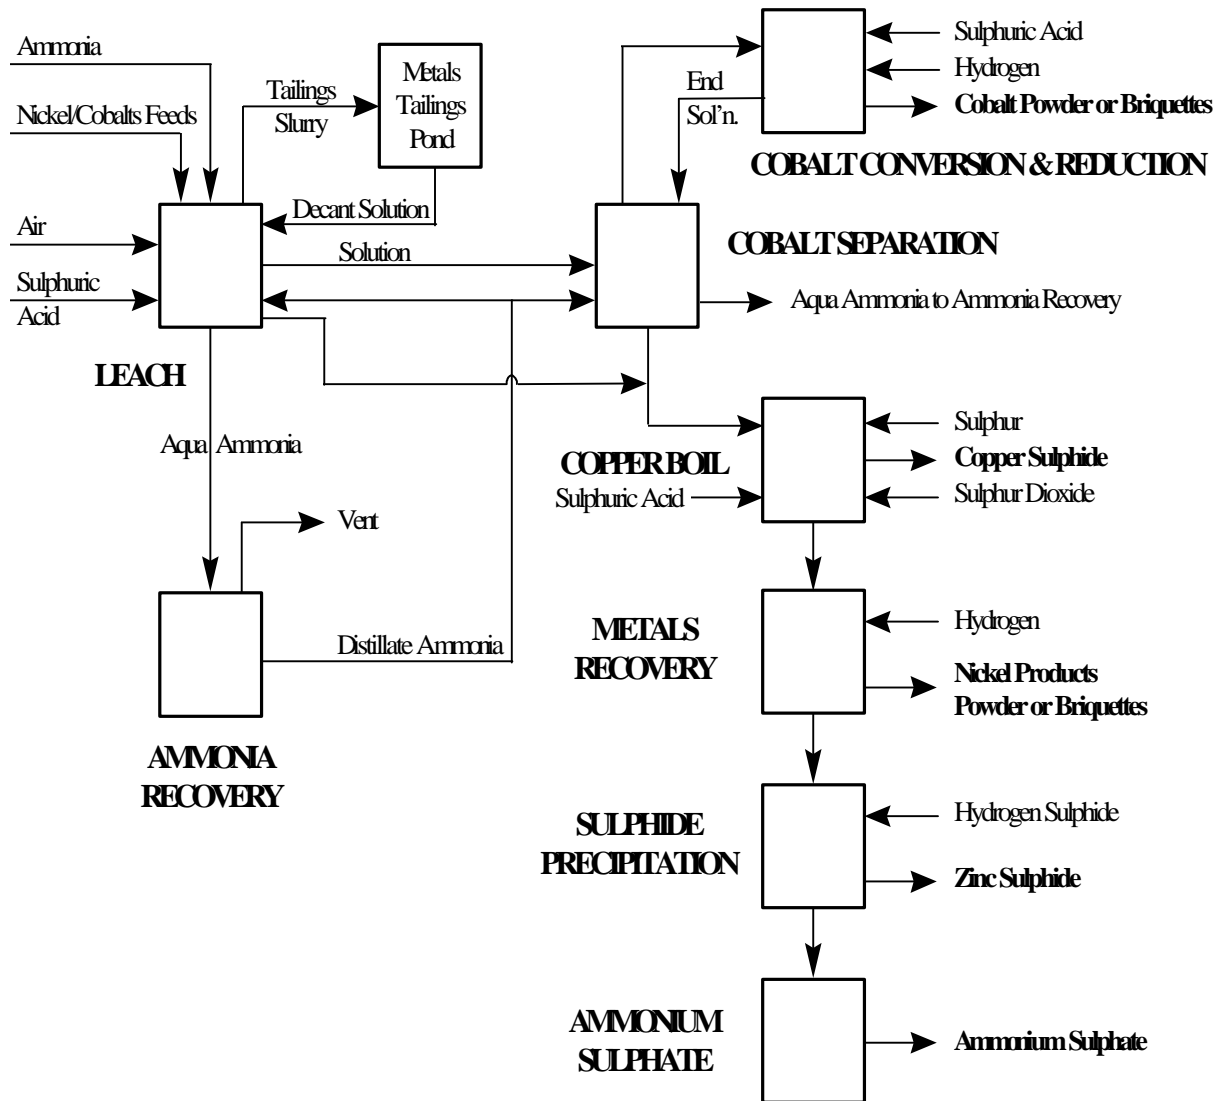 Ammonia
Nickel/Cobalts Feeds
Air
Sulphuric
Acid
LEACH
Tailings
Slurry
Metals
Tailings
Pond
Decant Solution
Solution
End
Sol'n.
Sulphuric Acid
Hydrogen
Cobalt Powder or Briquettes
COBALT CONVERSION & REDUCTION
COBALT SEPARATION
Aqua Ammonia to Ammonia Recovery
Aqua Ammonia
Vent
Distillate Ammonia
AMMONIA
RECOVERY
COPPER BOIL
Sulphuric Acid
Sulphur
Copper Sulphide
Sulphur Dioxide
METALS
RECOVERY
Hydrogen
Nickel Products
Powder or Briquettes
SULPHIDE
PRECIPITATION
Hydrogen Sulphide
Zinc Sulphide
AMMONIUM
SULPHATE
Ammonium Sulphate